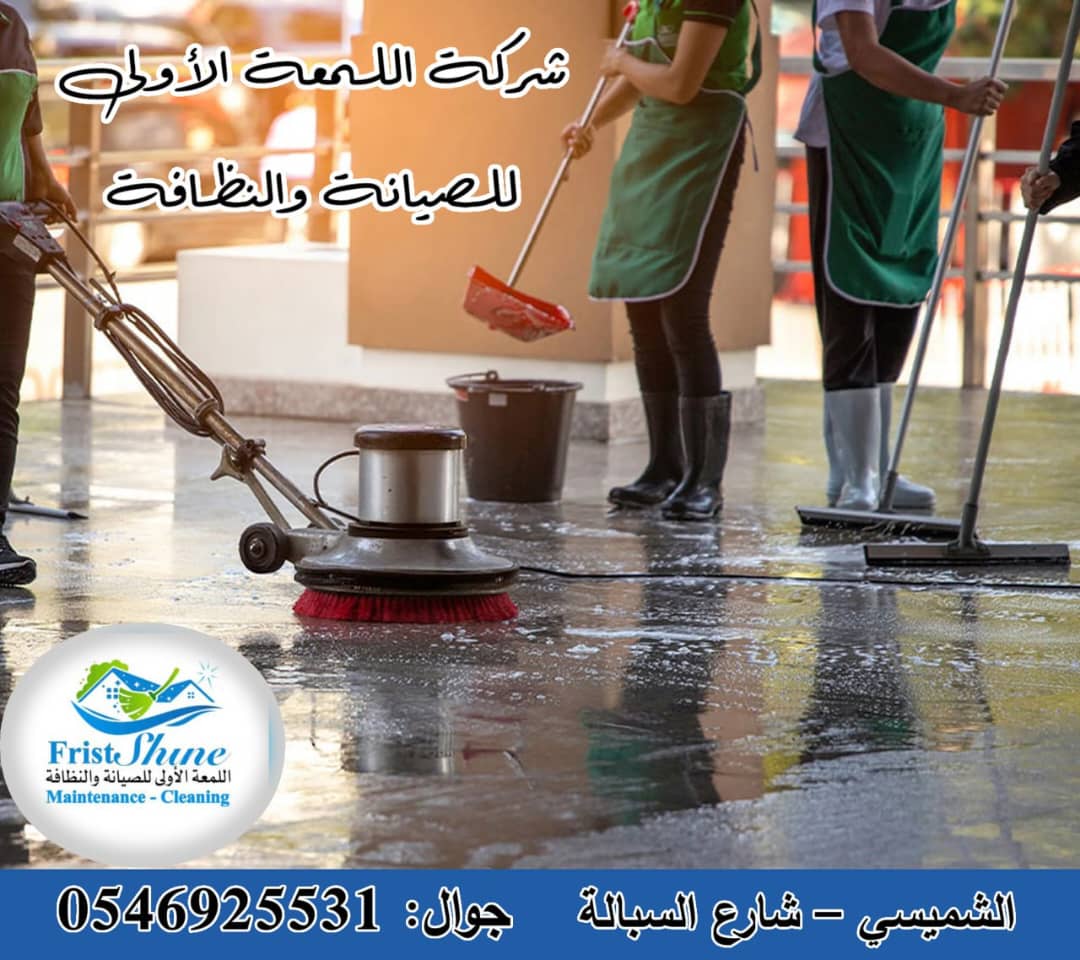 شركة اللمعة الأولى
للصيانة والنظافة
Frist Shine
اللمعة الأولى للصيانة والنظافة
Maintenance - Cleaning
الشميسي – شارع السبالة جوال: 0546925531